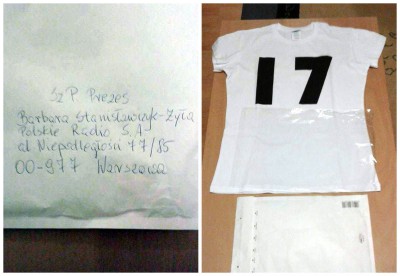 Sz P. Prezes
Barbara Stanisławczyk-Żyła
Polskie Radio S.A
al Niepodległości 77/85
00-977 Warszawa
17